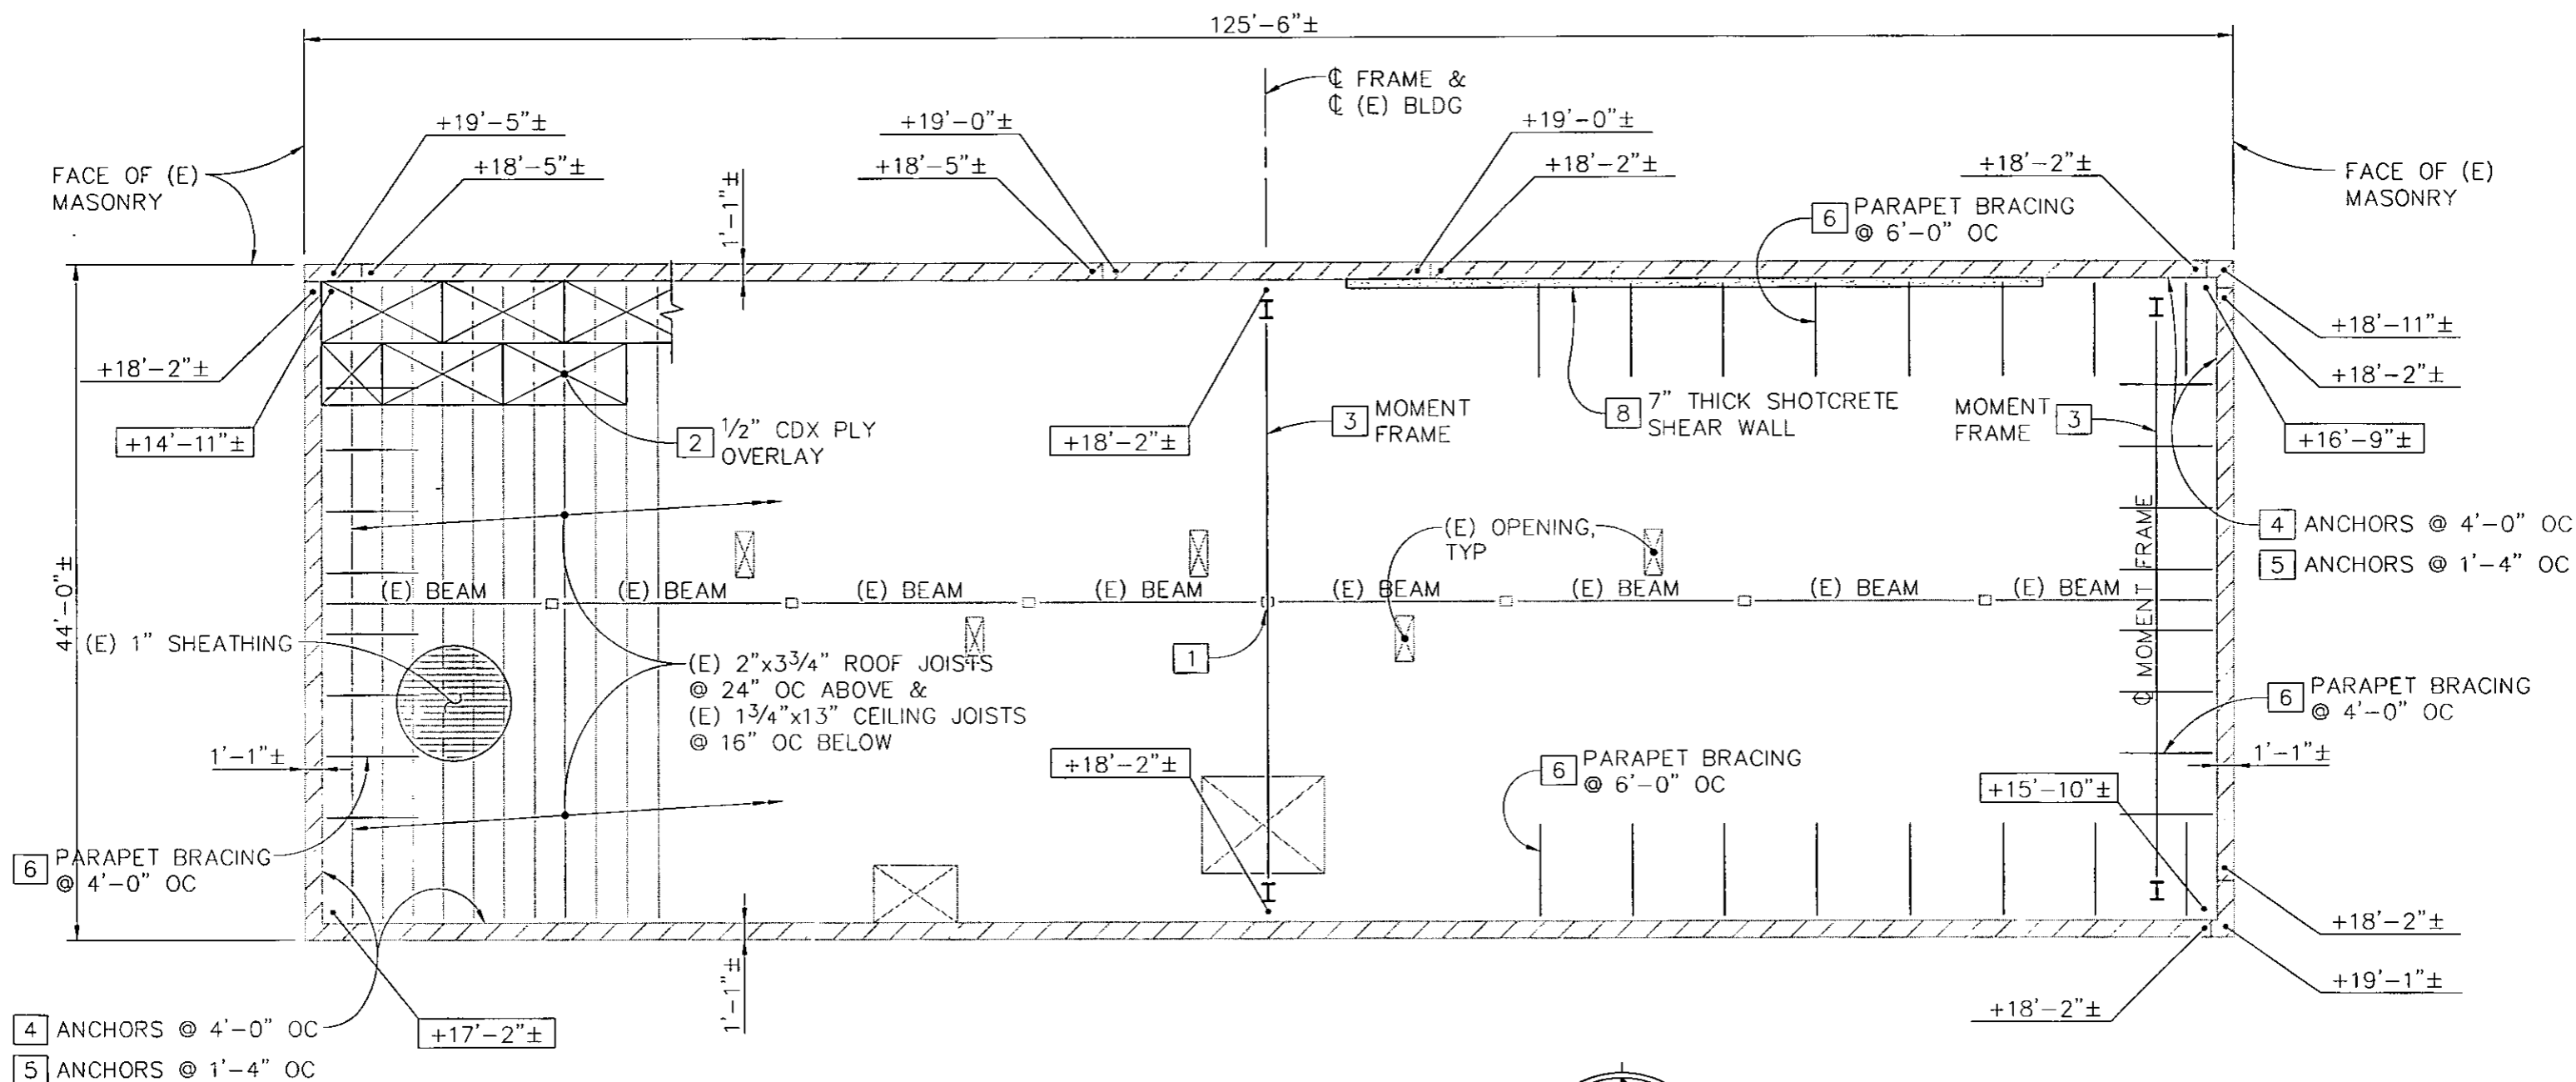 125'-6"±
℄ FRAME &
℄ (E) BLDG
+19'-5"±
+19'-0"±
+19'-0"±
FACE OF (E)
MASONRY
+18'-5"±
+18'-5"±
+18'-2"±
+18'-2"±
FACE OF (E)
MASONRY
1'-1"±
6 PARAPET BRACING
@ 6'-0" OC
+18'-2"±
+14'-11"±
2 1/2" CDX PLY
OVERLAY
+18'-2"±
3 MOMENT
FRAME
8 7" THICK SHOTCRETE
SHEAR WALL
MOMENT 3
FRAME
+18'-11"±
+18'-2"±
+16'-9"±
4 ANCHORS @ 4'-0" OC
5 ANCHORS @ 1'-4" OC
(E) OPENING,
TYP
44'-0"±
(E) BEAM (E) BEAM (E) BEAM (E) BEAM (E) BEAM (E) BEAM (E) BEAM (E) BEAM
℄ MOMENT FRAME
(E) 1" SHEATHING
1
(E) 2"x3 3/4" ROOF JOISTS
@ 24" OC ABOVE &
(E) 1 3/4"x13" CEILING JOISTS
@ 16" OC BELOW
6 PARAPET BRACING
@ 4'-0" OC
1'-1"±
+18'-2"±
6 PARAPET BRACING
@ 6'-0" OC
+15'-10"±
1'-1"±
6 PARAPET BRACING
@ 4'-0" OC
+18'-2"±
1'-1"±
+19'-1"±
+18'-2"±
4 ANCHORS @ 4'-0" OC
5 ANCHORS @ 1'-4" OC
+17'-2"±